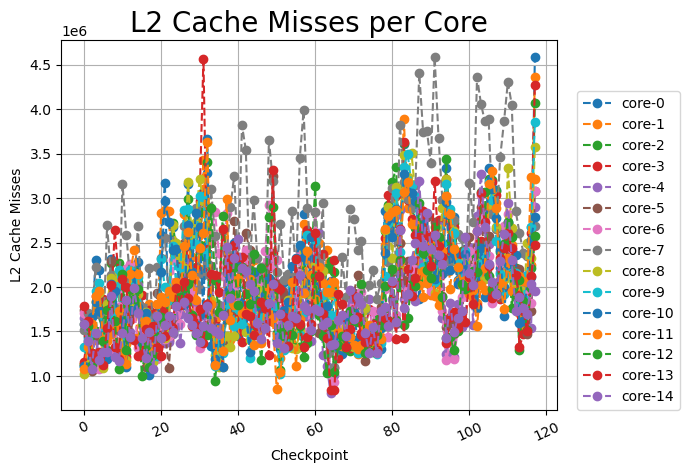 L2 Cache Misses per Core
1e6
4.5
4.0
3.5
3.0
2.5
2.0
1.5
1.0
L2 Cache Misses
0
20
40
60
80
100
120
Checkpoint
core-0
core-1
core-2
core-3
core-4
core-5
core-6
core-7
core-8
core-9
core-10
core-11
core-12
core-13
core-14